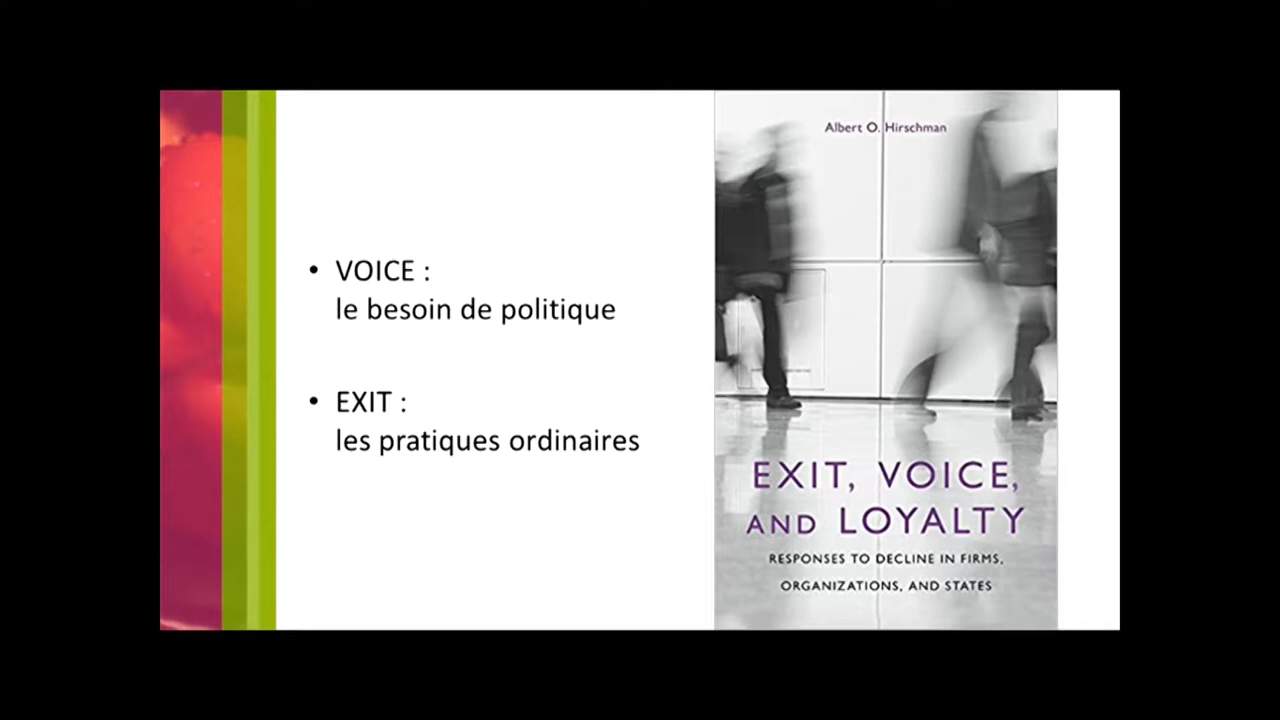 • VOICE :
le besoin de politique
• EXIT :
les pratiques ordinaires
Albert O. Hirschman
EXIT, VOICE,
AND LOYALTY
RESPONSES TO DECLINE IN FIRMS,
ORGANIZATIONS, AND STATES